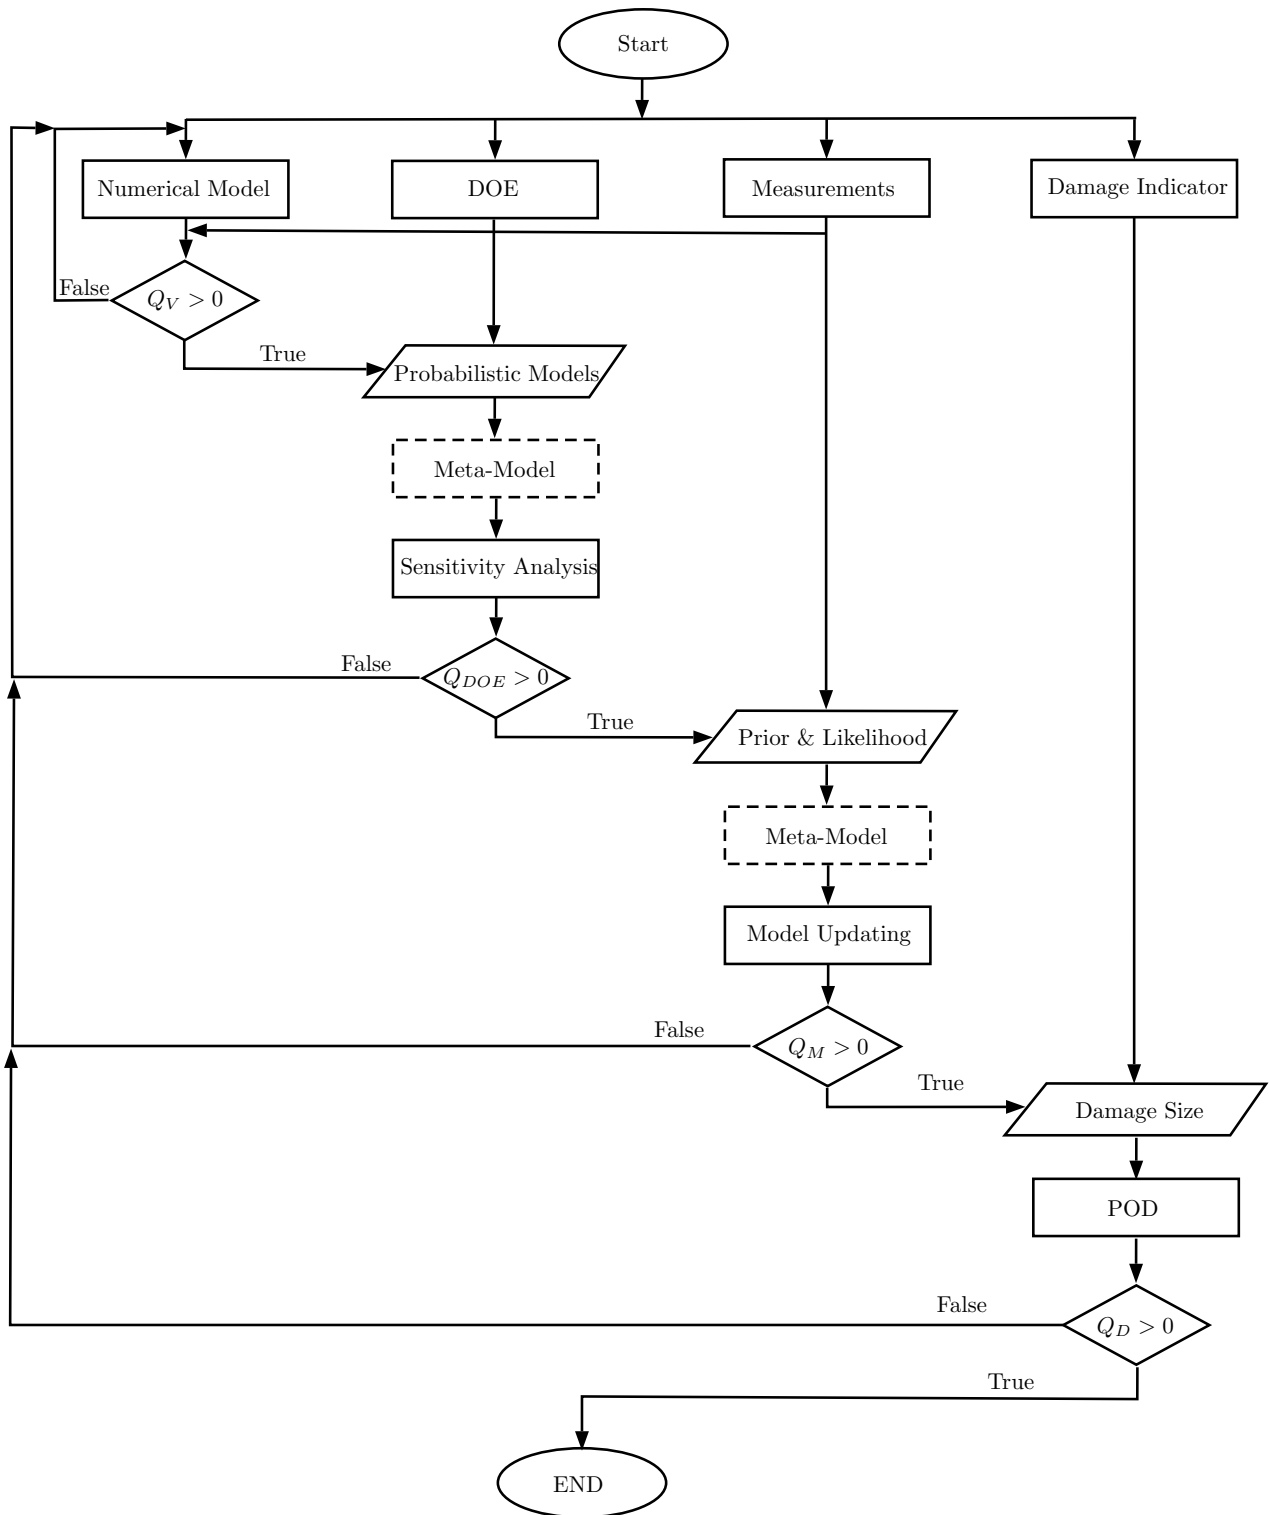 Start
Numerical Model
DOE
Measurements
Damage Indicator
False
Q_V > 0
True
Probabilistic Models
Meta-Model
Sensitivity Analysis
False
Q_{DOE} > 0
True
Prior & Likelihood
Meta-Model
Model Updating
False
Q_M > 0
True
Damage Size
POD
False
Q_D > 0
True
END